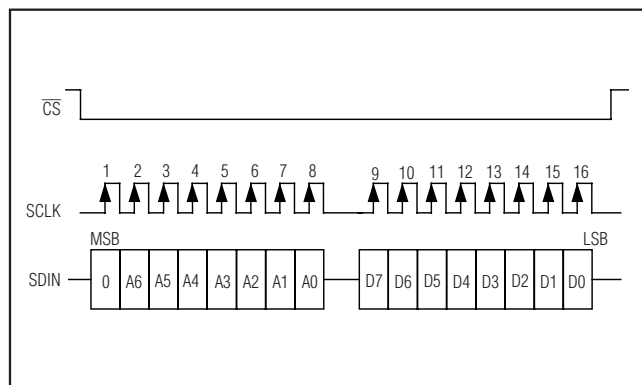 CS
1 2 3 4 5 6 7 8 9 10 11 12 13 14 15 16
SCLK
MSB LSB
SDIN 0 A6 A5 A4 A3 A2 A1 A0 D7 D6 D5 D4 D3 D2 D1 D0